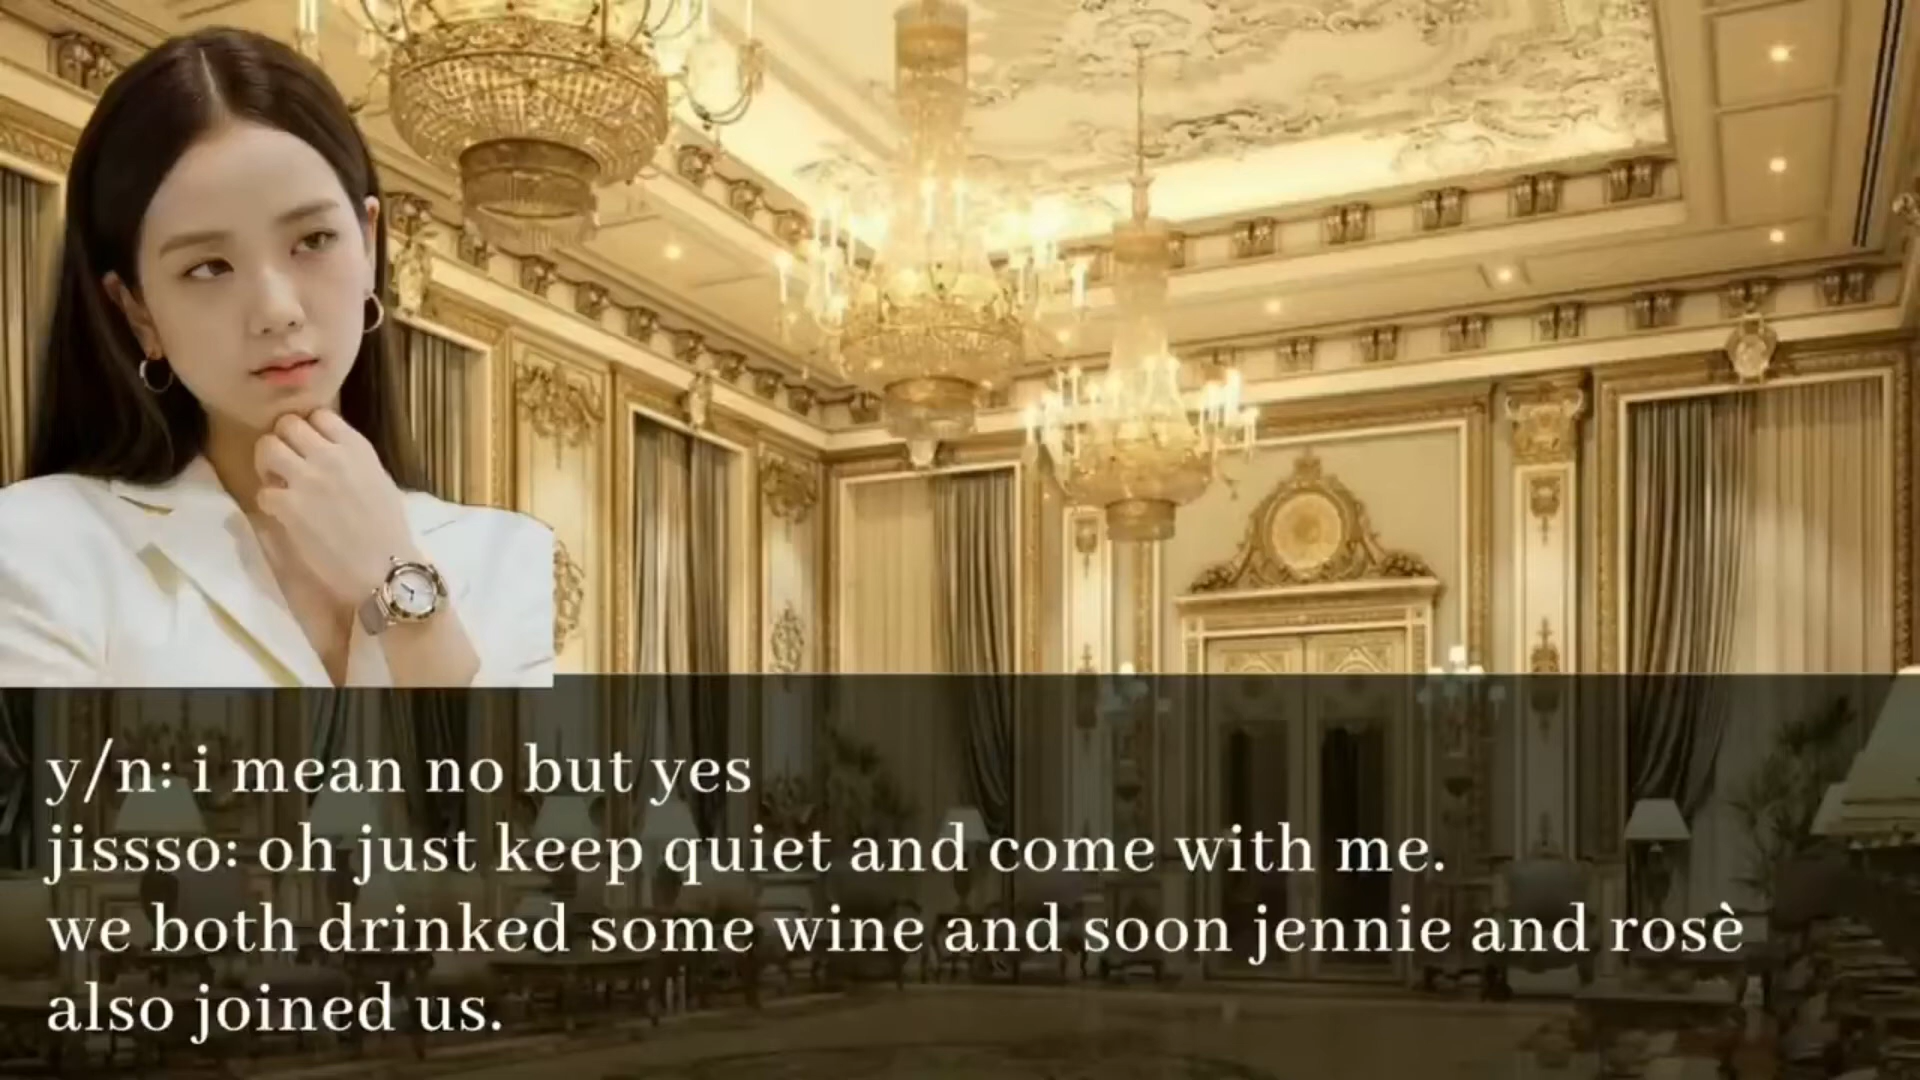 y/n: i mean no but yes
jissso: oh just keep quiet and come with me.
we both drinked some wine and soon jennie and rosè
also joined us.